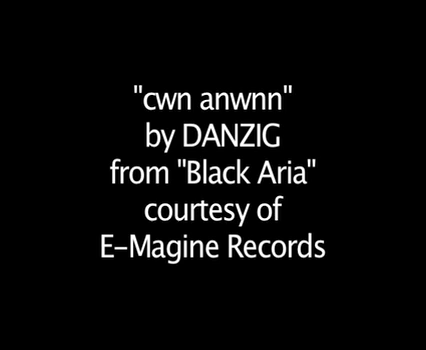 "cwn anwnn"
by DANZIG
from "Black Aria"
courtesy of
E-Magine Records